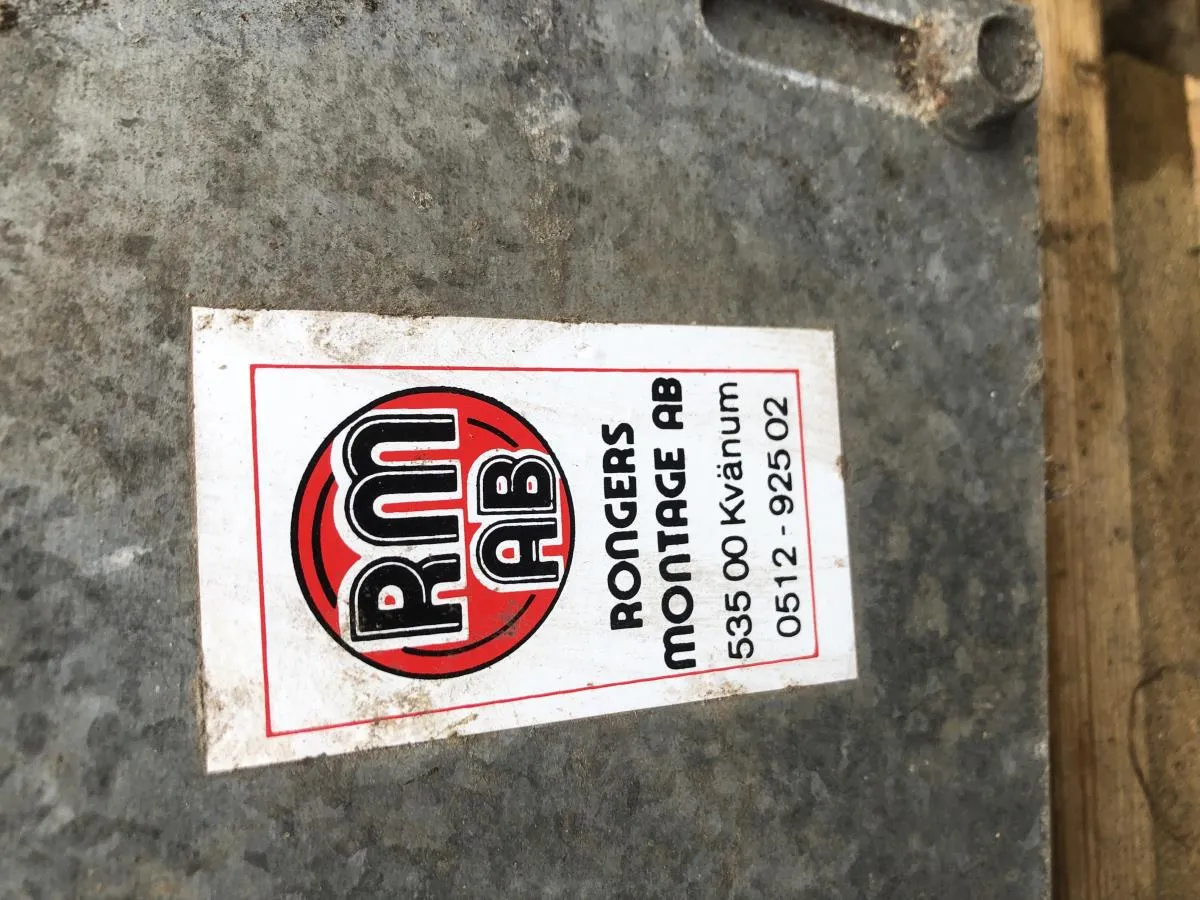 RM
AB
RONGERS
MONTAGE AB
535 00 Kvänum
0512 - 925 02